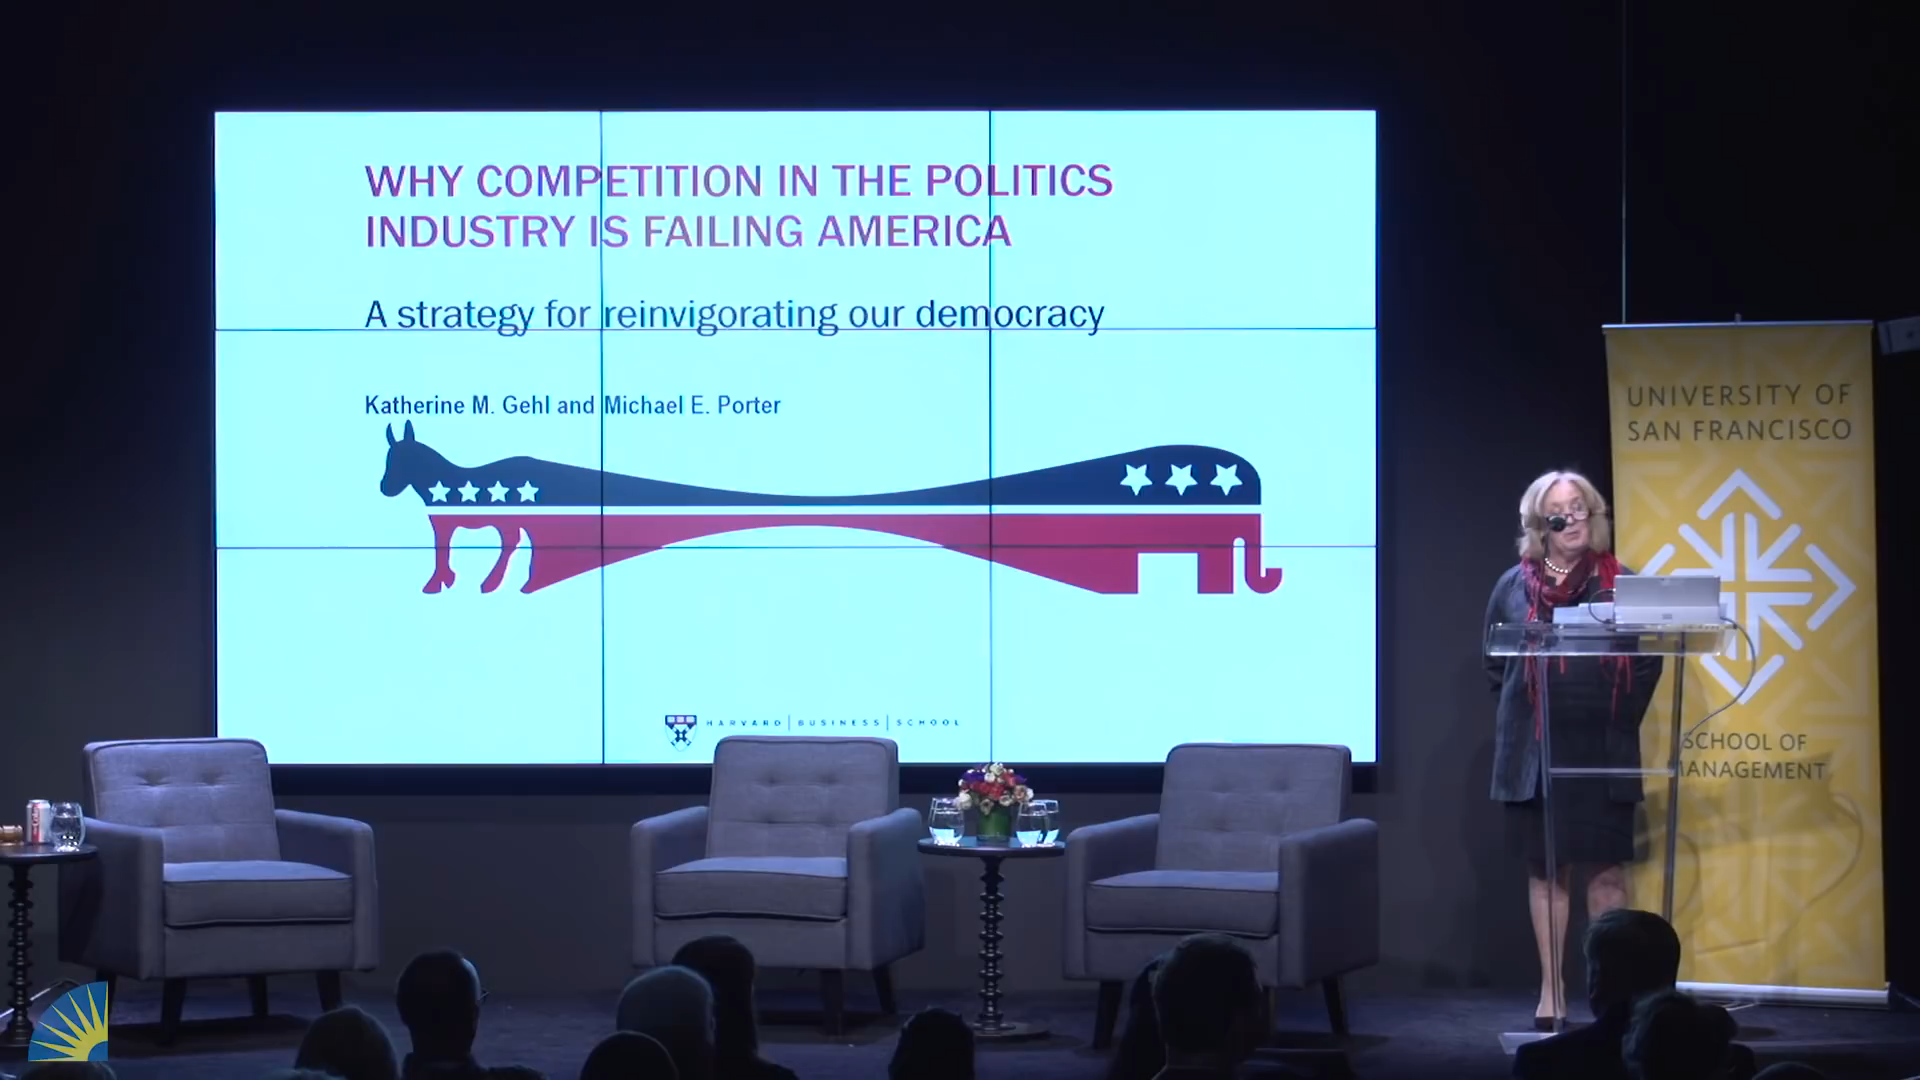 WHY COMPETITION IN THE POLITICS
INDUSTRY IS FAILING AMERICA
A strategy for reinvigorating our democracy
Katherine M. Gehl and Michael E. Porter
HARVARD BUSINESS SCHOOL
UNIVERSITY OF
SAN FRANCISCO
SCHOOL OF
MANAGEMENT